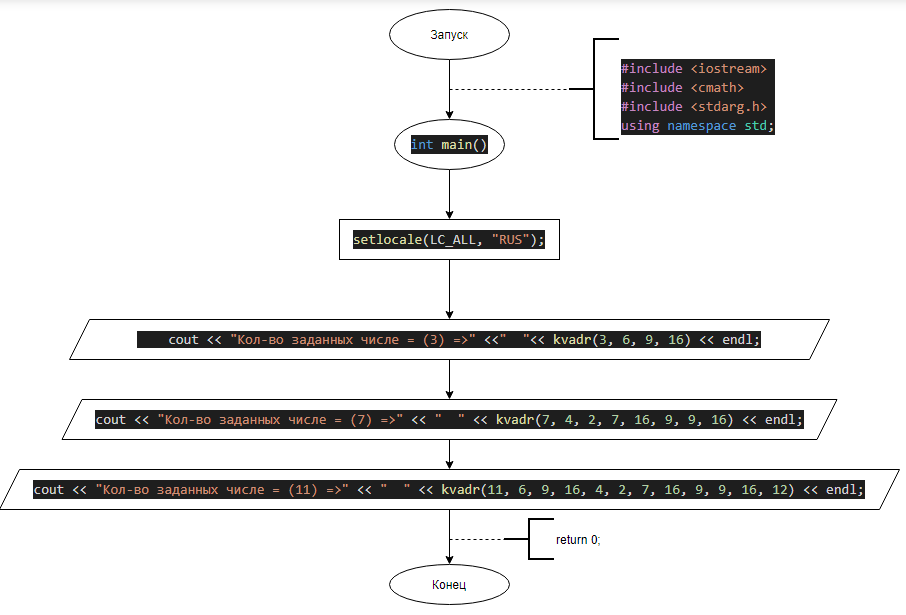 Запуск
#include <iostream>
#include <cmath>
#include <stdarg.h>
using namespace std;
int main()
setlocale(LC_ALL, "RUS");
cout << "Кол-во заданных числе = (3) =>" <<"  "<< kvadr(3, 6, 9, 16) << endl;
cout << "Кол-во заданных числе = (7) =>" << "  " << kvadr(7, 4, 2, 7, 16, 9, 9, 16) << endl;
cout << "Кол-во заданных числе = (11) =>" << "  " << kvadr(11, 6, 9, 16, 4, 2, 7, 16, 9, 9, 16, 12) << endl;
return 0;
Конец